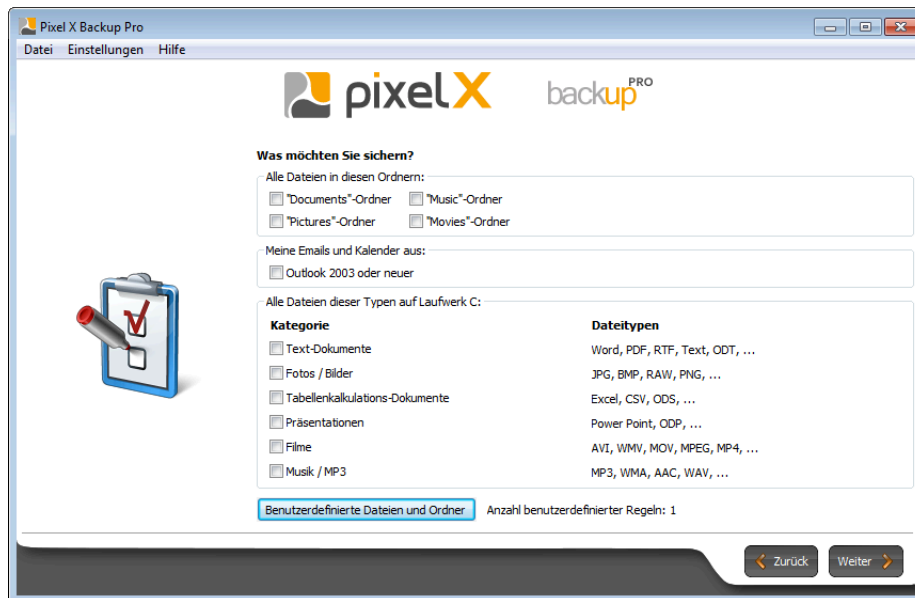 Pixel X Backup Pro
Datei Einstellungen Hilfe
pixelX backup PRO
Was möchten Sie sichern?
Alle Dateien in diesen Ordnern:
"Documents"-Ordner "Music"-Ordner
"Pictures"-Ordner "Movies"-Ordner
Meine Emails und Kalender aus:
Outlook 2003 oder neuer
Alle Dateien dieser Typen auf Laufwerk C:
Kategorie Dateitypen
Text-Dokumente Word, PDF, RTF, Text, ODT, ...
Fotos / Bilder JPG, BMP, RAW, PNG, ...
Tabellenkalkulations-Dokumente Excel, CSV, ODS, ...
Präsentationen Power Point, ODP, ...
Filme AVI, WMV, MOV, MPEG, MP4, ...
Musik / MP3 MP3, WMA, AAC, WAV, ...
Benutzerdefinierte Dateien und Ordner Anzahl benutzerdefinierter Regeln: 1
Zurück Weiter